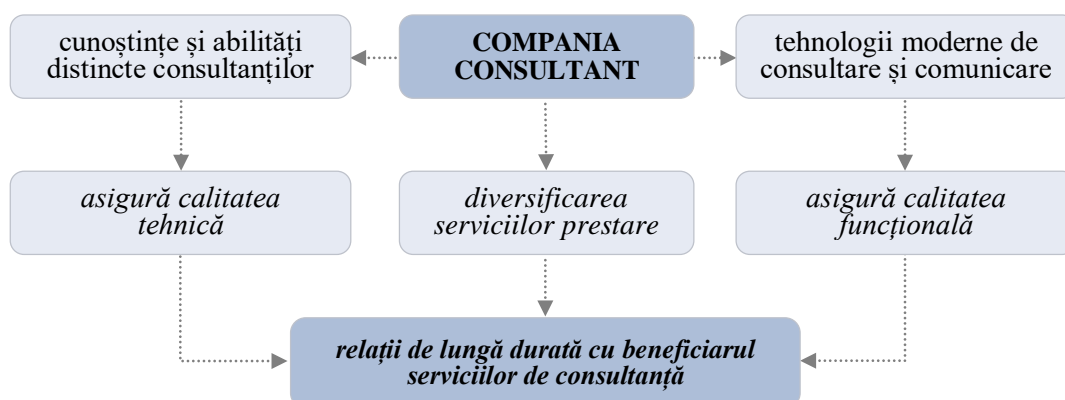 cunoștințe și abilități
distincte consultanților
COMPANIA
CONSULTANT
tehnologii moderne de
consultare și comunicare
asigură calitatea
tehnică
diversificarea
serviciilor prestare
asigură calitatea
funcțională
relații de lungă durată cu beneficiarul
serviciilor de consultanță